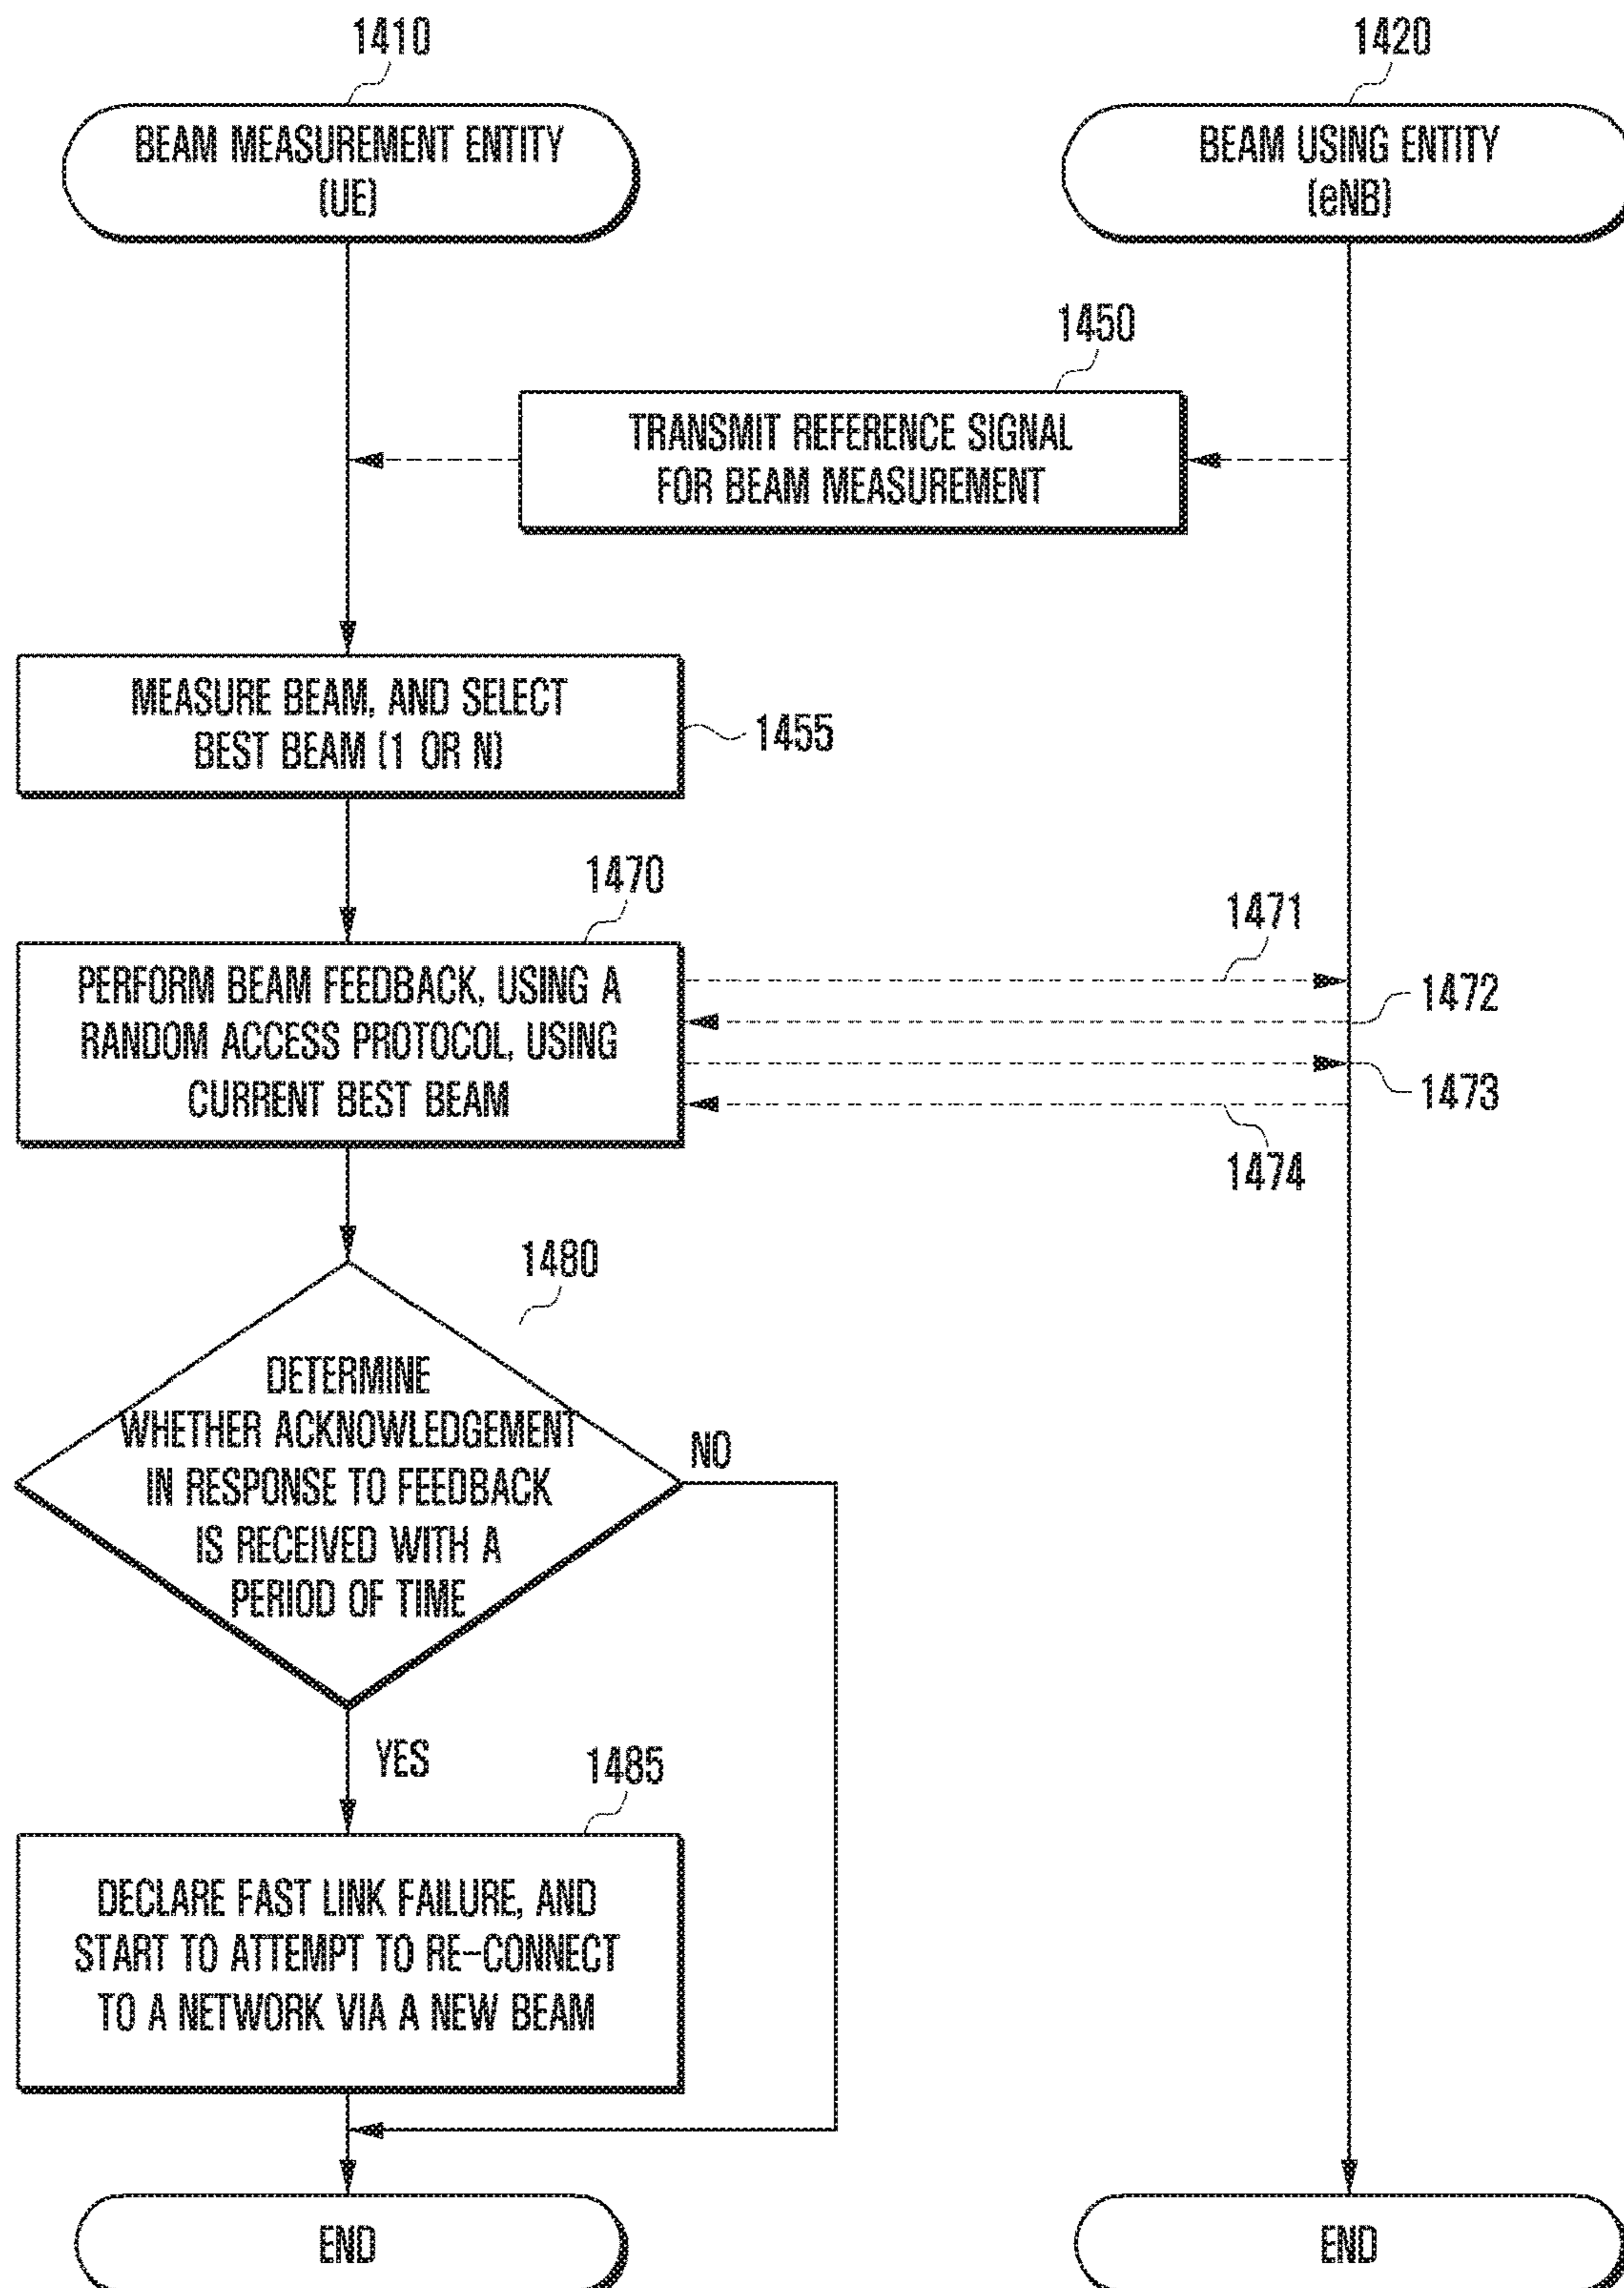 1410
BEAM MEASUREMENT ENTITY
(UE)
1420
BEAM USING ENTITY
(eNB)
1450
TRANSMIT REFERENCE SIGNAL
FOR BEAM MEASUREMENT
MEASURE BEAM, AND SELECT
BEST BEAM (1 OR N)
1455
1470
PERFORM BEAM FEEDBACK, USING A
RANDOM ACCESS PROTOCOL, USING
CURRENT BEST BEAM
1471
1472
1473
1474
1480
DETERMINE
WHETHER ACKNOWLEDGEMENT
IN RESPONSE TO FEEDBACK
IS RECEIVED WITH A
PERIOD OF TIME
NO
YES
1485
DECLARE FAST LINK FAILURE, AND
START TO ATTEMPT TO RE-CONNECT
TO A NETWORK VIA A NEW BEAM
END
END